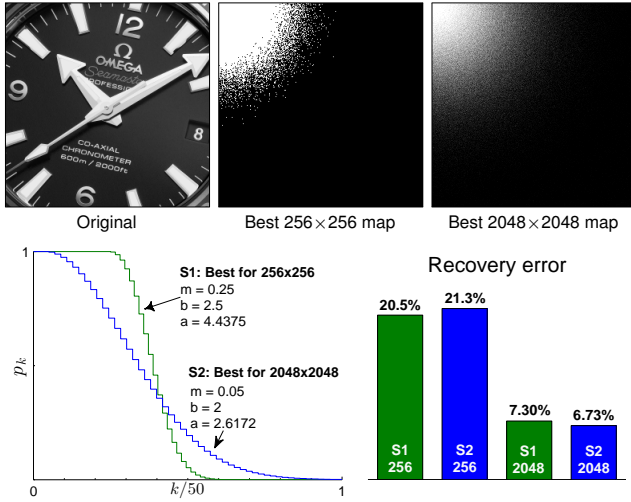 12
Ω
OMEGA
Seamaster
PROFESSIONAL
9
8
CO-AXIAL
CHRONOMETER
600m / 2000ft
6
Original
Best 256×256 map
Best 2048×2048 map
1
S1: Best for 256x256
m = 0.25
b = 2.5
a = 4.4375
S2: Best for 2048x2048
m = 0.05
b = 2
a = 2.6172
p_k
0
k/50
1
Recovery error
20.5%
21.3%
7.30%
6.73%
S1
256
S2
256
S1
2048
S2
2048